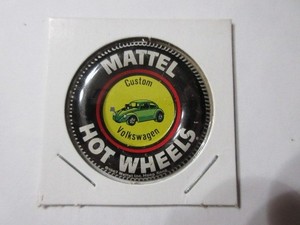 MATTEL
Custom
Volkswagen
HOT WHEELS